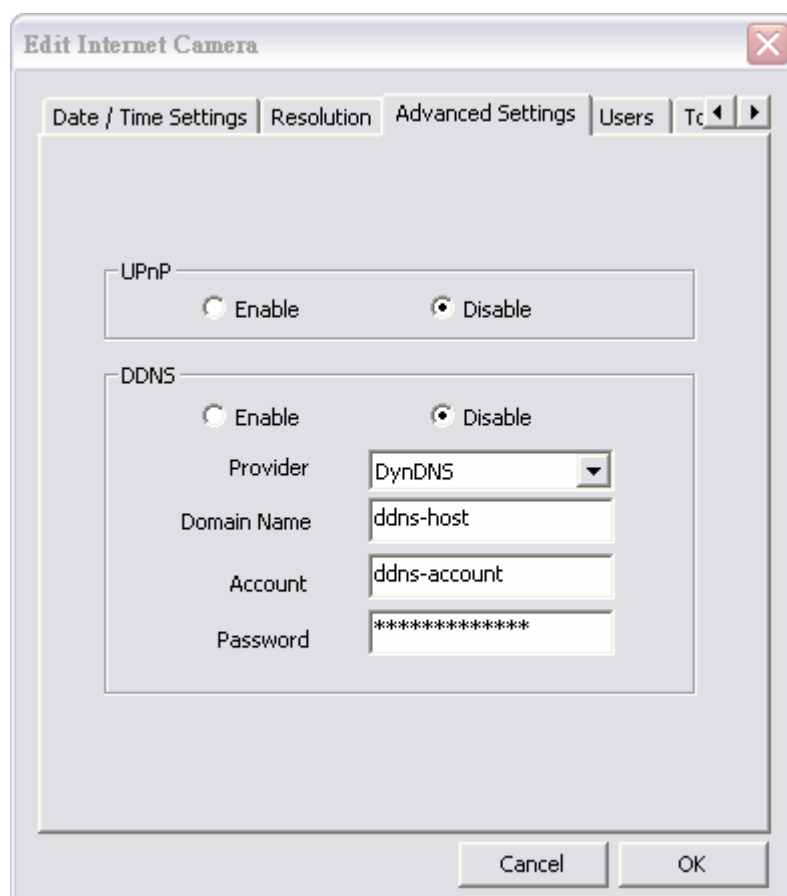 Edit Internet Camera
Date / Time Settings Resolution Advanced Settings Users
UPnP
Enable Disable
DDNS
Enable Disable
Provider DynDNS
Domain Name ddns-host
Account ddns-account
Password *************
Cancel OK